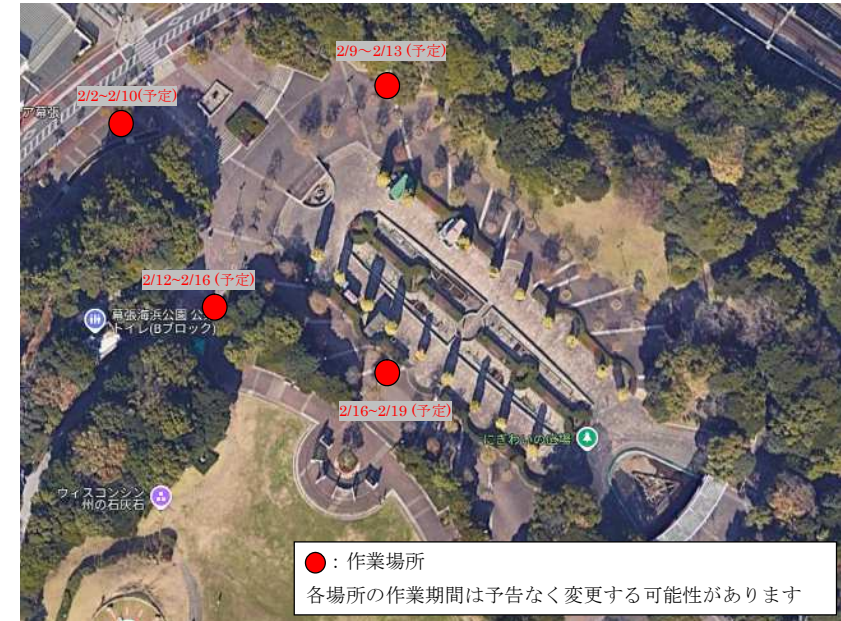 2/9～2/13 (予定)
2/2~2/10(予定)
ア幕張
2/12~2/16 (予定)
幕張海浜公園 公
トイレ(Bブロック)
2/16~2/19 (予定)
にぎわいの広場
ウィスコンシン
州の石灰石
：作業場所
各場所の作業期間は予告なく変更する可能性があります